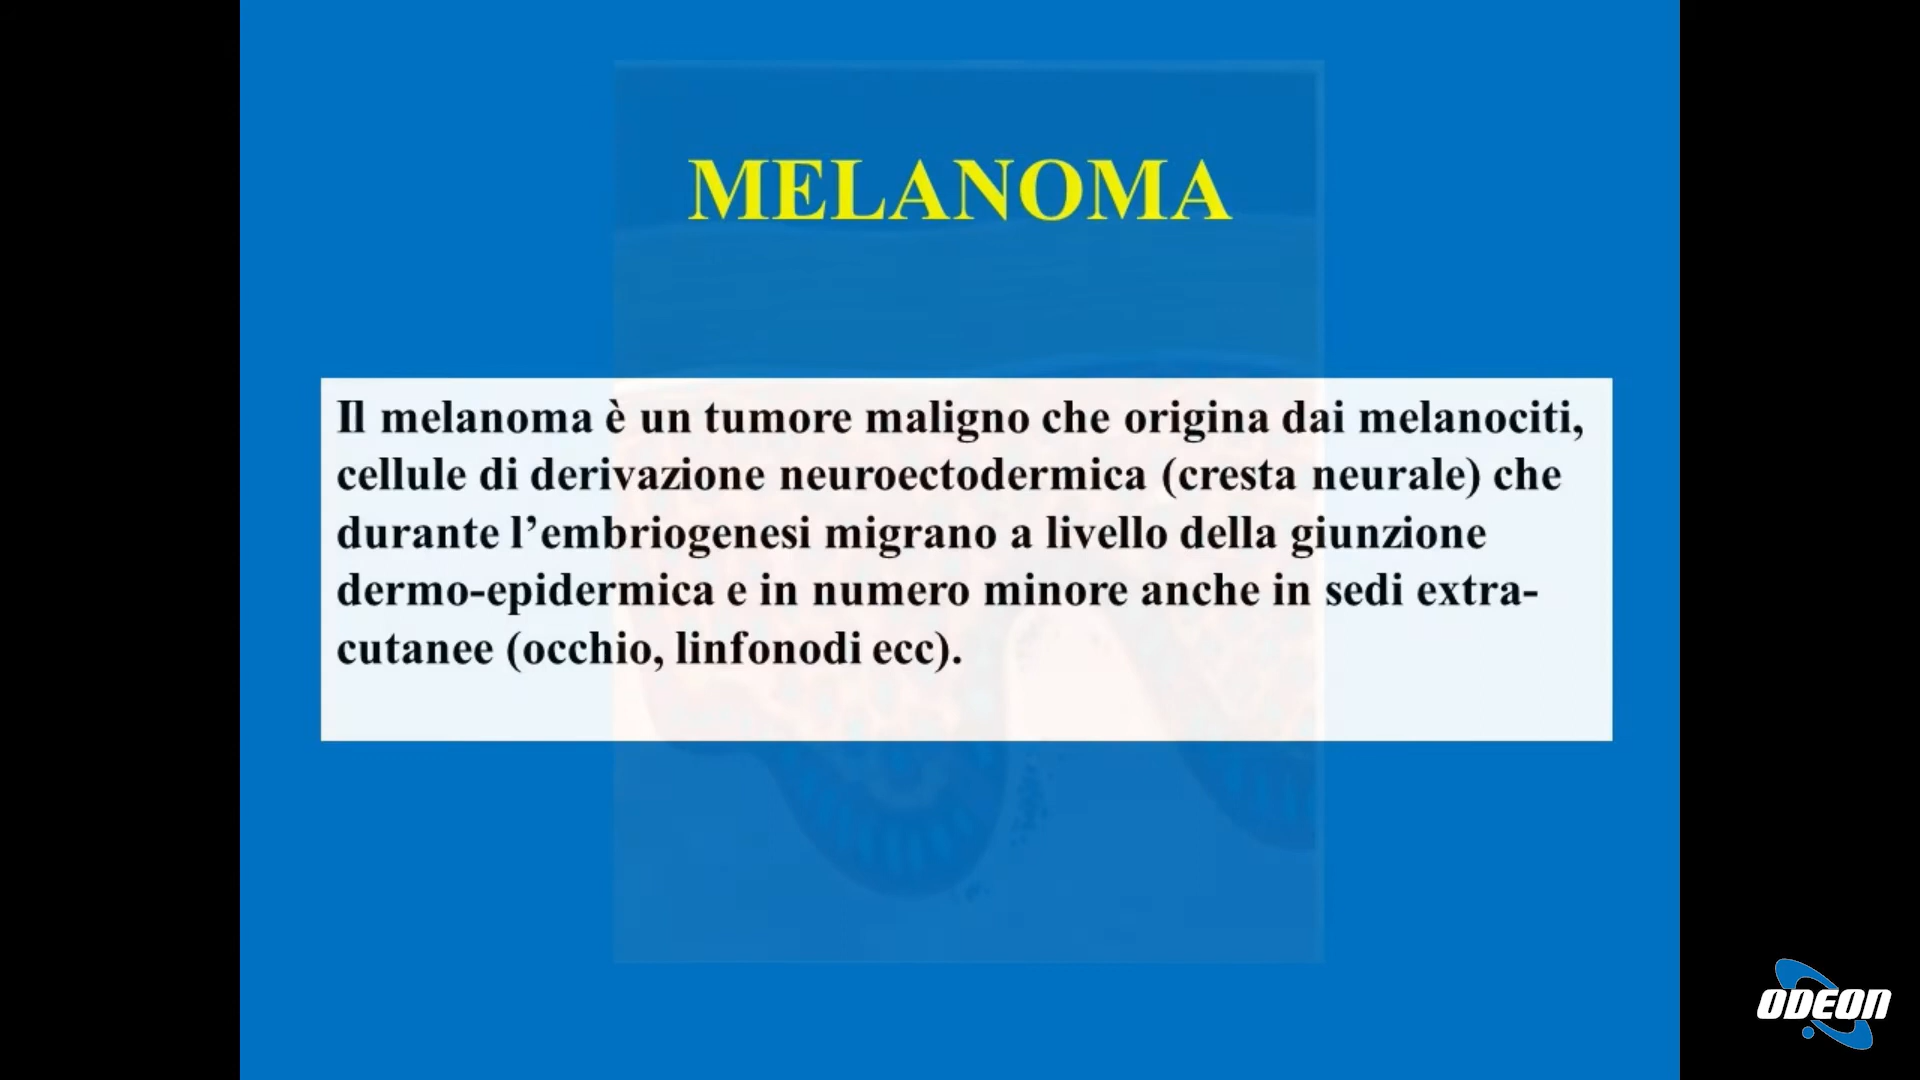 MELANOMA
Il melanoma è un tumore maligno che origina dai melanociti,
cellule di derivazione neuroectodermica (cresta neurale) che
durante l’embriogenesi migrano a livello della giunzione
dermo-epidermica e in numero minore anche in sedi extra-
cutanee (occhio, linfonodi ecc).
ODEON